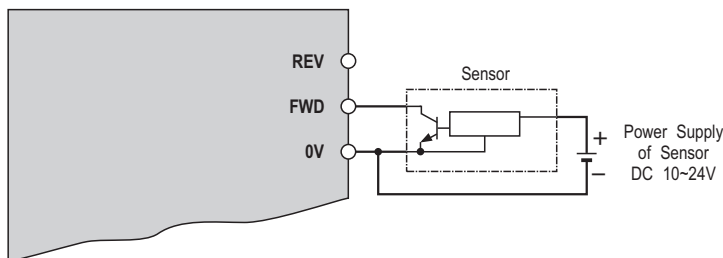 REV
Sensor
FWD
0V
+
Power Supply
of Sensor
DC 10~24V
−